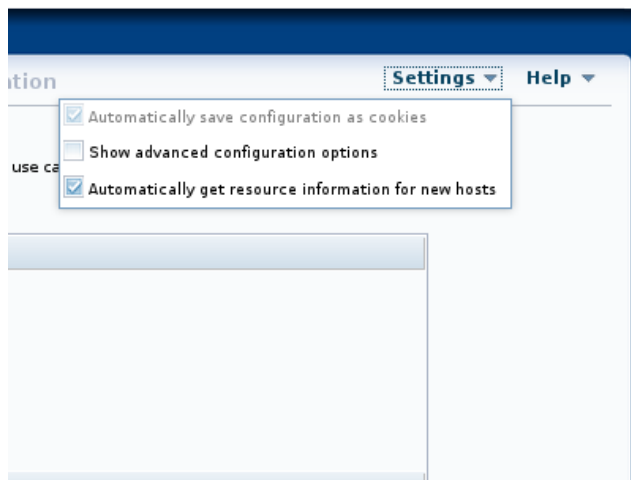 ation
Settings
Help
Automatically save configuration as cookies
Show advanced configuration options
use ca
Automatically get resource information for new hosts